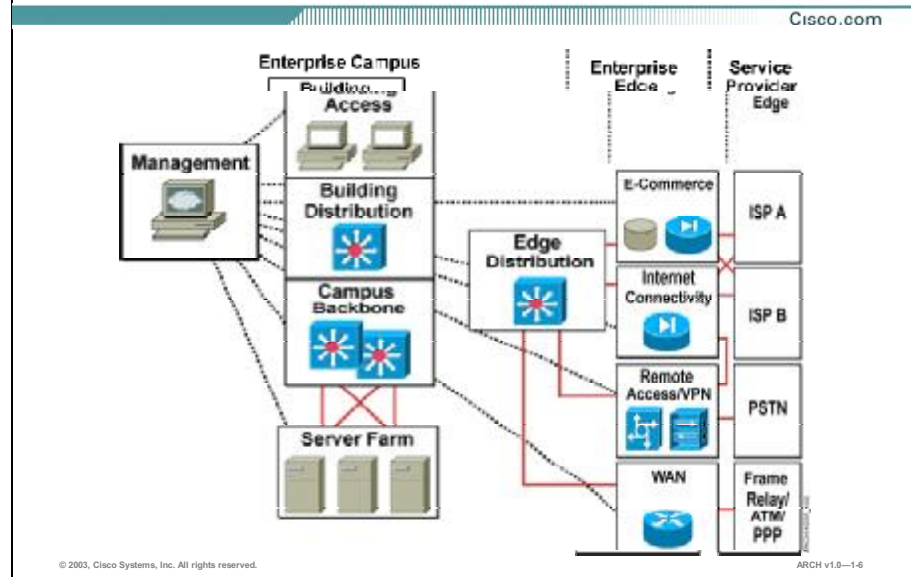 Cisco.com
Enterprise Campus
Enterprise
Edge
Service
Provider
Edge
Building
Access
Management
Building
Distribution
Campus
Backbone
Server Farm
Edge
Distribution
E-Commerce
Internet
Connectivity
Remote
Access/VPN
WAN
ISP A
ISP B
PSTN
Frame
Relay/
ATM/
PPP
© 2003, Cisco Systems, Inc. All rights reserved.
ARCH v1.0—1-6